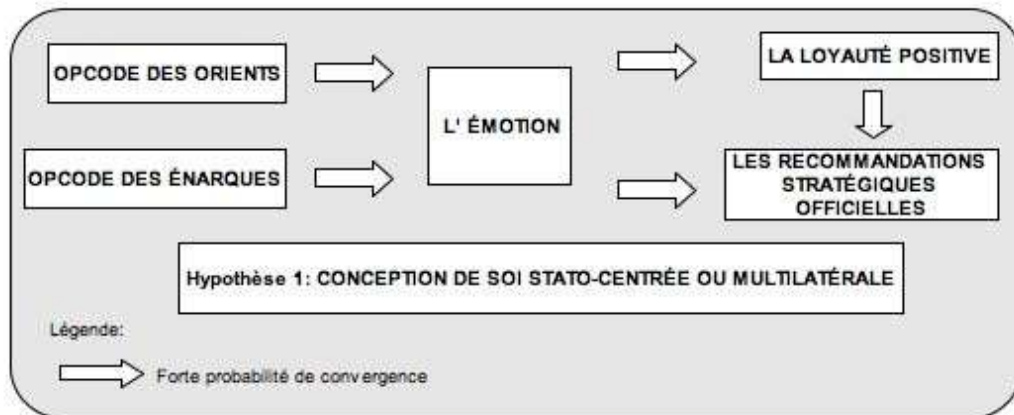 OPCODE DES ORIENTS
LA LOYAUTÉ POSITIVE
L' ÉMOTION
OPCODE DES ÉNARQUES
LES RECOMMANDATIONS
STRATÉGIQUES
OFFICIELLES
Hypothèse 1: CONCEPTION DE SOI STATO-CENTRÉE OU MULTILATÉRALE
Légende:
Forte probabilité de convergence